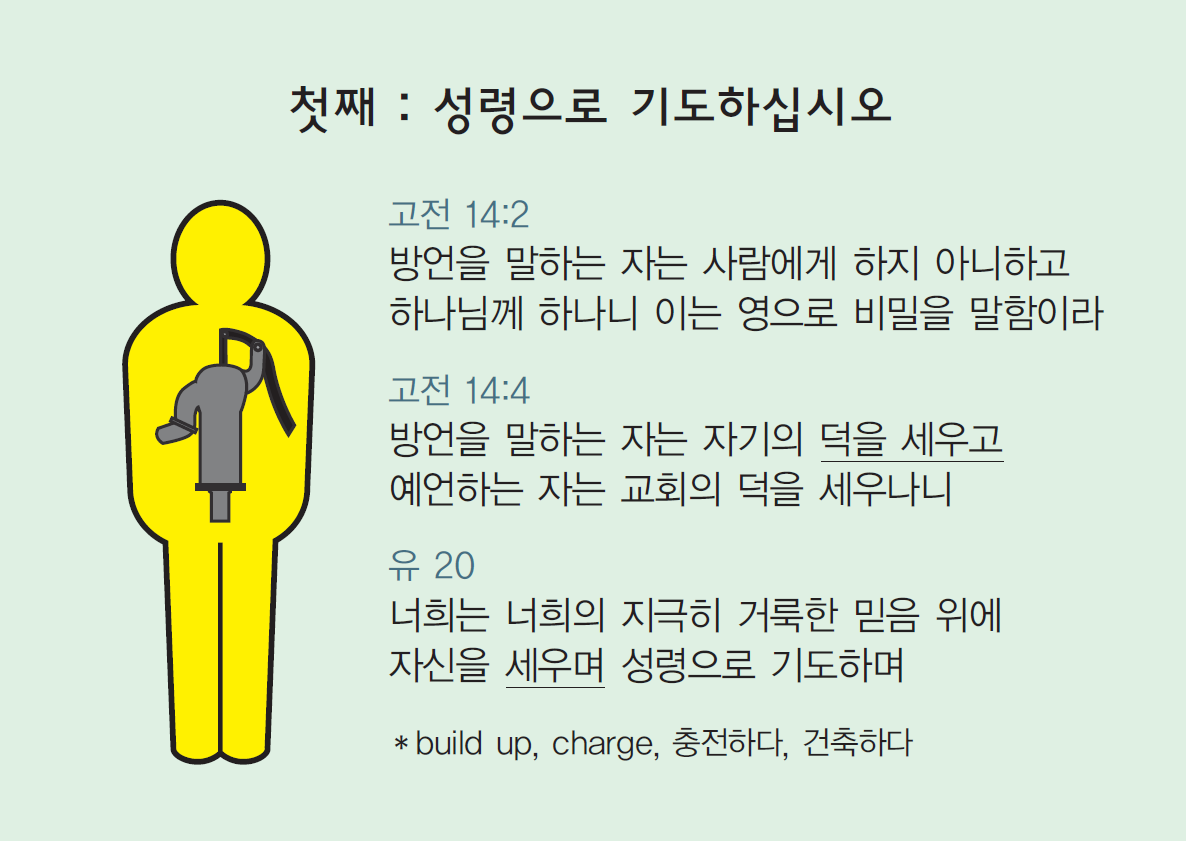 첫째 : 성령으로 기도하십시오
고전 14:2
방언을 말하는 자는 사람에게 하지 아니하고
하나님께 하나니 이는 영으로 비밀을 말함이라
고전 14:4
방언을 말하는 자는 자기의 덕을 세우고
예언하는 자는 교회의 덕을 세우나니
유 20
너희는 너희의 지극히 거룩한 믿음 위에
자신을 세우며 성령으로 기도하며
*build up, charge, 충전하다, 건축하다